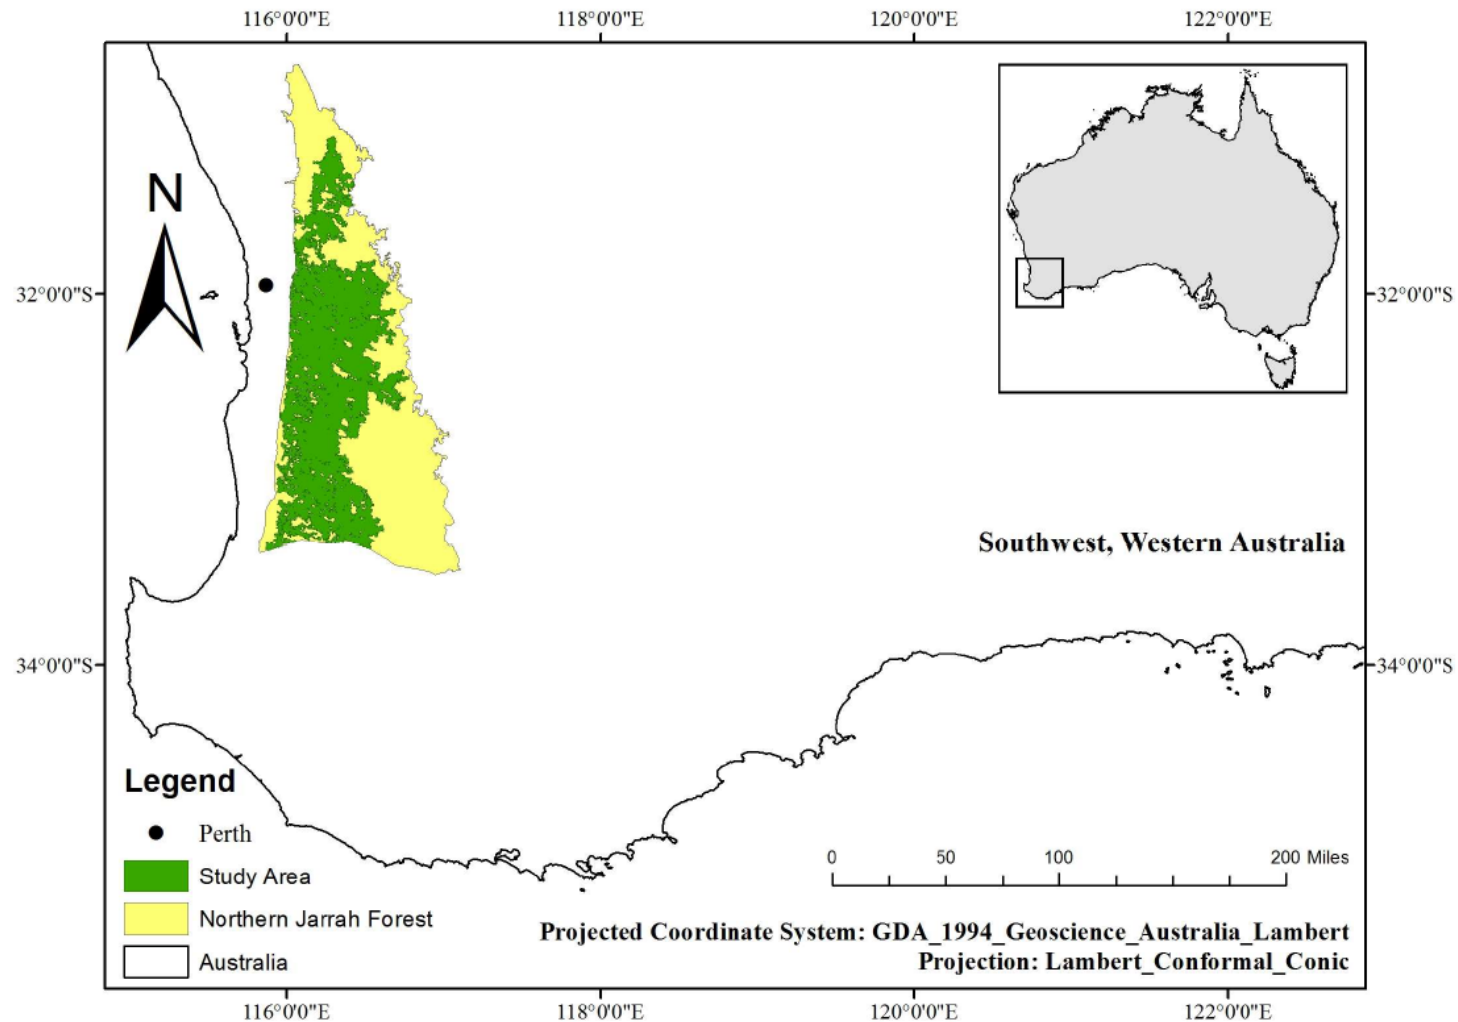 116°0'0"E 118°0'0"E 120°0'0"E 122°0'0"E
N
32°0'0"S 32°0'0"S
Southwest, Western Australia
34°0'0"S 34°0'0"S
Legend
Perth
Study Area
Northern Jarrah Forest
Australia
0 50 100 200 Miles
Projected Coordinate System: GDA_1994_Geoscience_Australia_Lambert
Projection: Lambert_Conformal_Conic
116°0'0"E 118°0'0"E 120°0'0"E 122°0'0"E